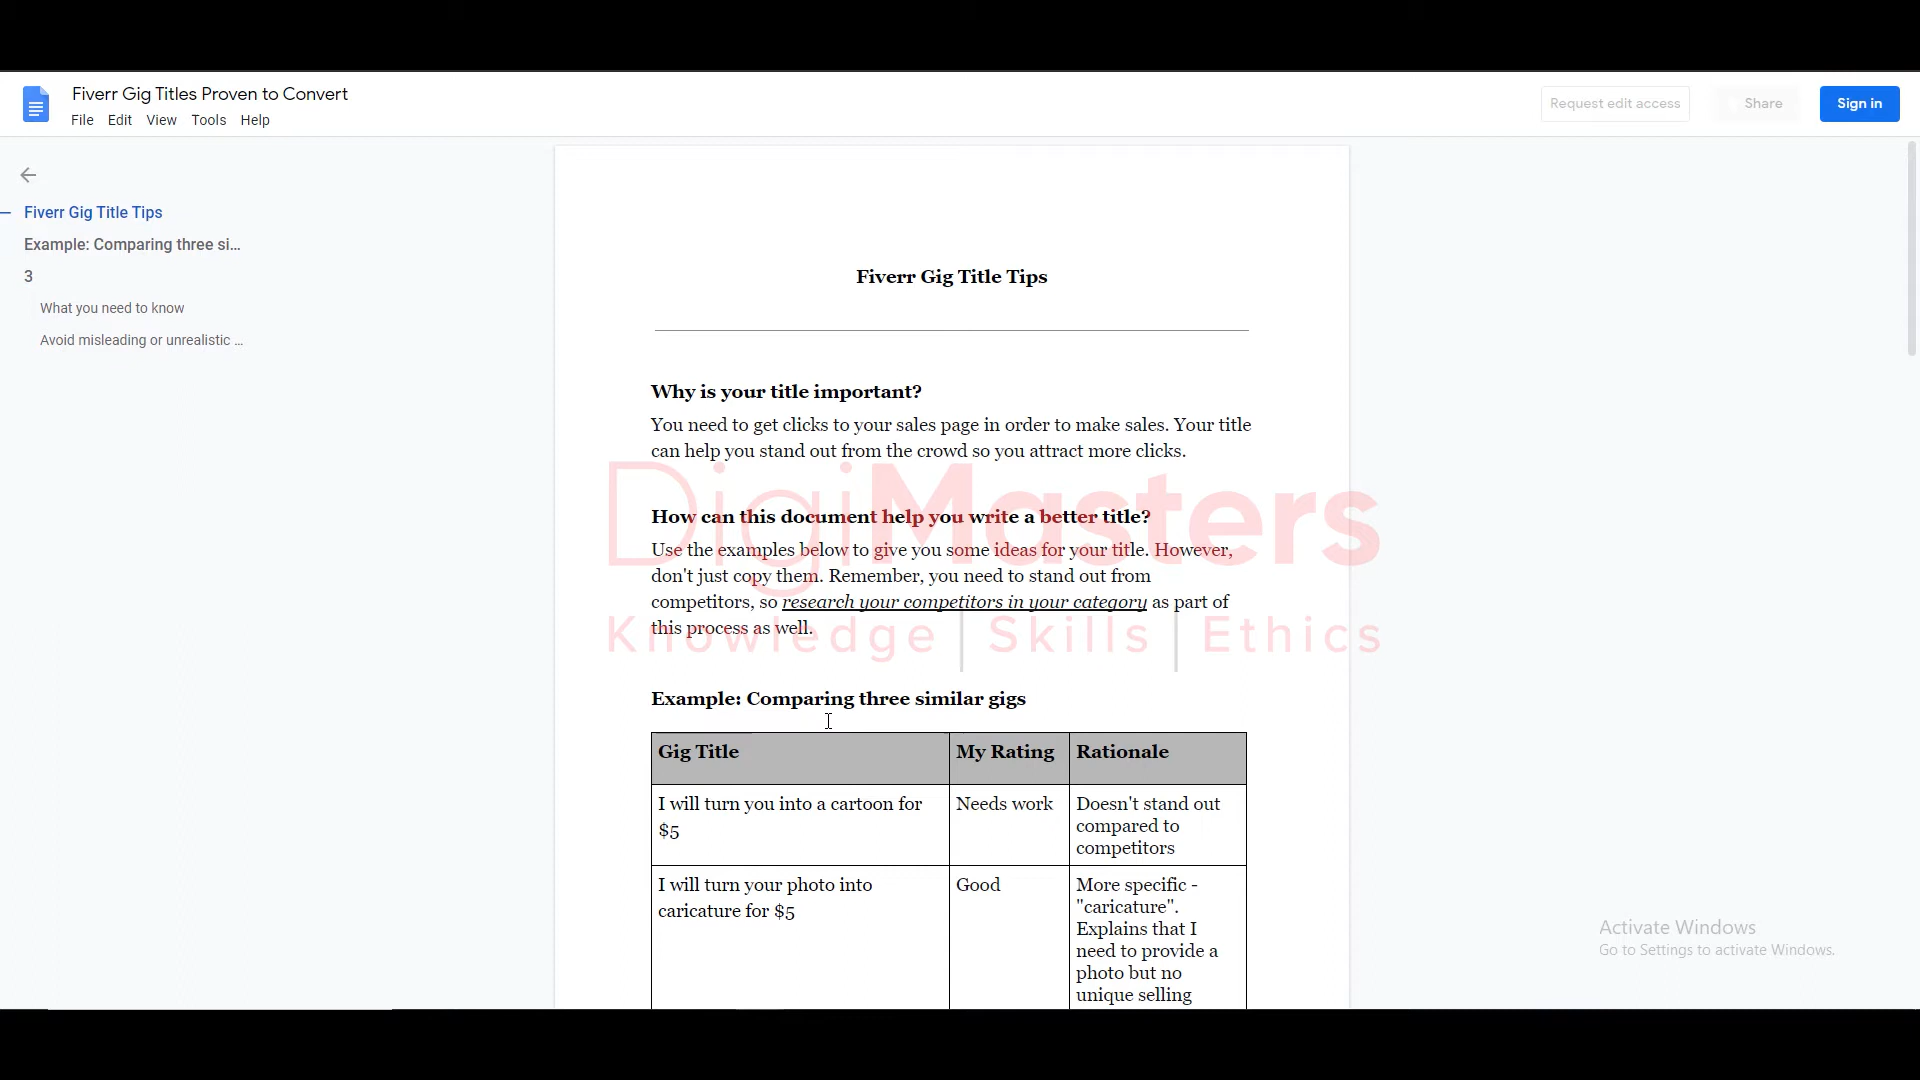 Fiverr Gig Titles Proven to Convert
File Edit View Tools Help
Request edit access
Share
Sign in
Fiverr Gig Title Tips
Example: Comparing three si...
3
What you need to know
Avoid misleading or unrealistic ...
Fiverr Gig Title Tips
Why is your title important?
You need to get clicks to your sales page in order to make sales. Your title
can help you stand out from the crowd so you attract more clicks.
DigiMasters
Knowledge | Skills | Ethics
How can this document help you write a better title?
Use the examples below to give you some ideas for your title. However,
don't just copy them. Remember, you need to stand out from
competitors, so research your competitors in your category as part of
this process as well.
Example: Comparing three similar gigs
Gig Title
My Rating
Rationale
I will turn you into a cartoon for
$5
Needs work
Doesn't stand out
compared to
competitors
I will turn your photo into
caricature for $5
Good
More specific -
"caricature".
Explains that I
need to provide a
photo but no
unique selling
Activate Windows
Go to Settings to activate Windows.